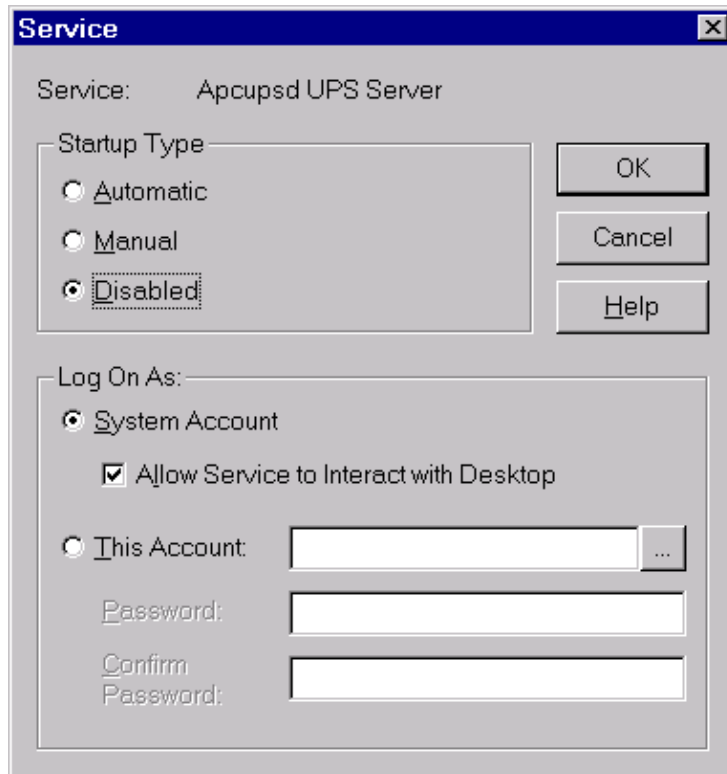 Service
Service: Apcupsd UPS Server
Startup Type
Automatic
Manual
Disabled
OK
Cancel
Help
Log On As:
System Account
Allow Service to Interact with Desktop
This Account:
...
Password:
Confirm
Password: